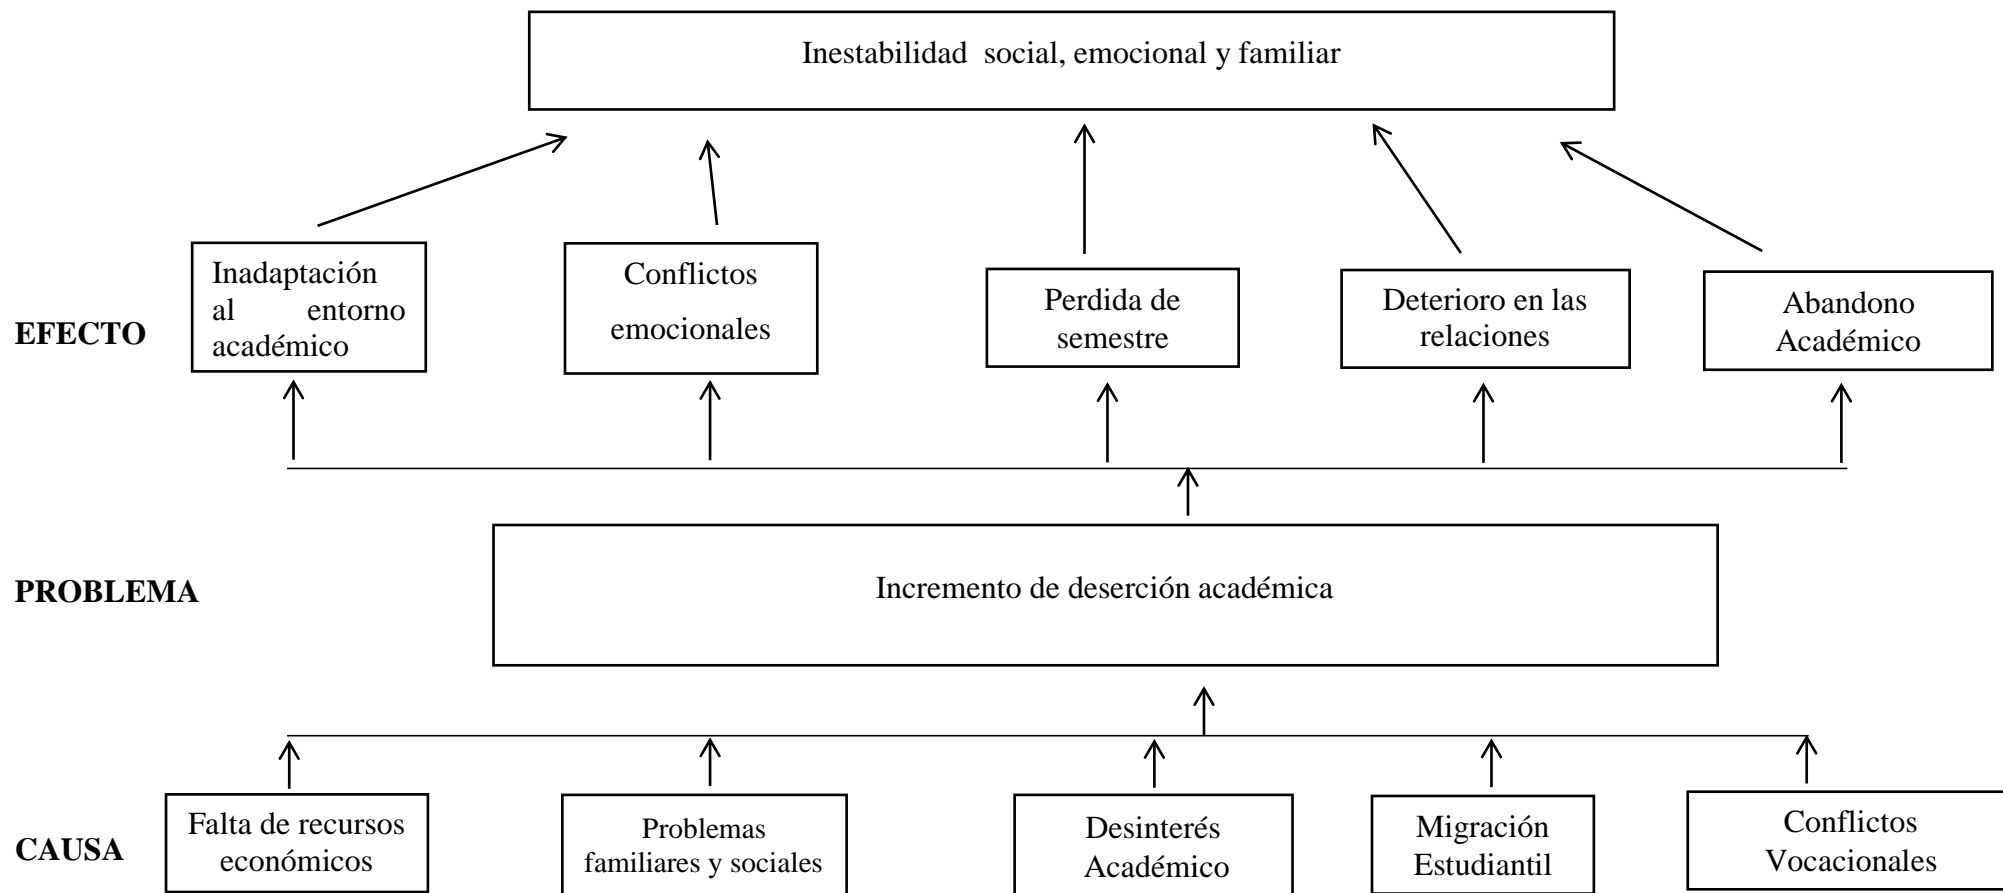 Inestabilidad social, emocional y familiar
EFECTO
Inadaptación
al entorno
académico
Conflictos
emocionales
Perdida de
semestre
Deterioro en las
relaciones
Abandono
Académico
PROBLEMA
Incremento de deserción académica
CAUSA
Falta de recursos
económicos
Problemas
familiares y sociales
Desinterés
Académico
Migración
Estudiantil
Conflictos
Vocacionales